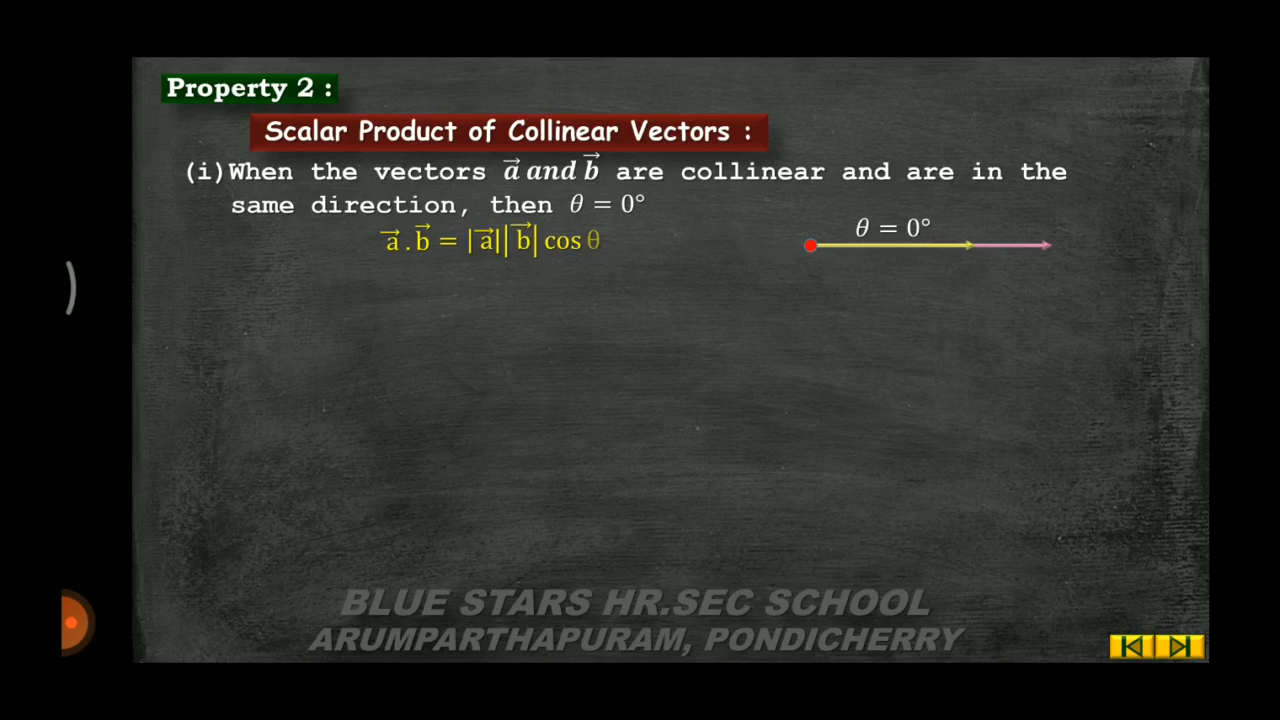 Property 2 :
Scalar Product of Collinear Vectors :
(i)When the vectors a⃗ and b⃗ are collinear and are in the
same direction, then θ = 0°
θ = 0°
a⃗ . b⃗ = |a⃗||b⃗| cos θ
BLUE STARS HR.SEC SCHOOL
ARUMPARTHAPURAM, PONDICHERRY